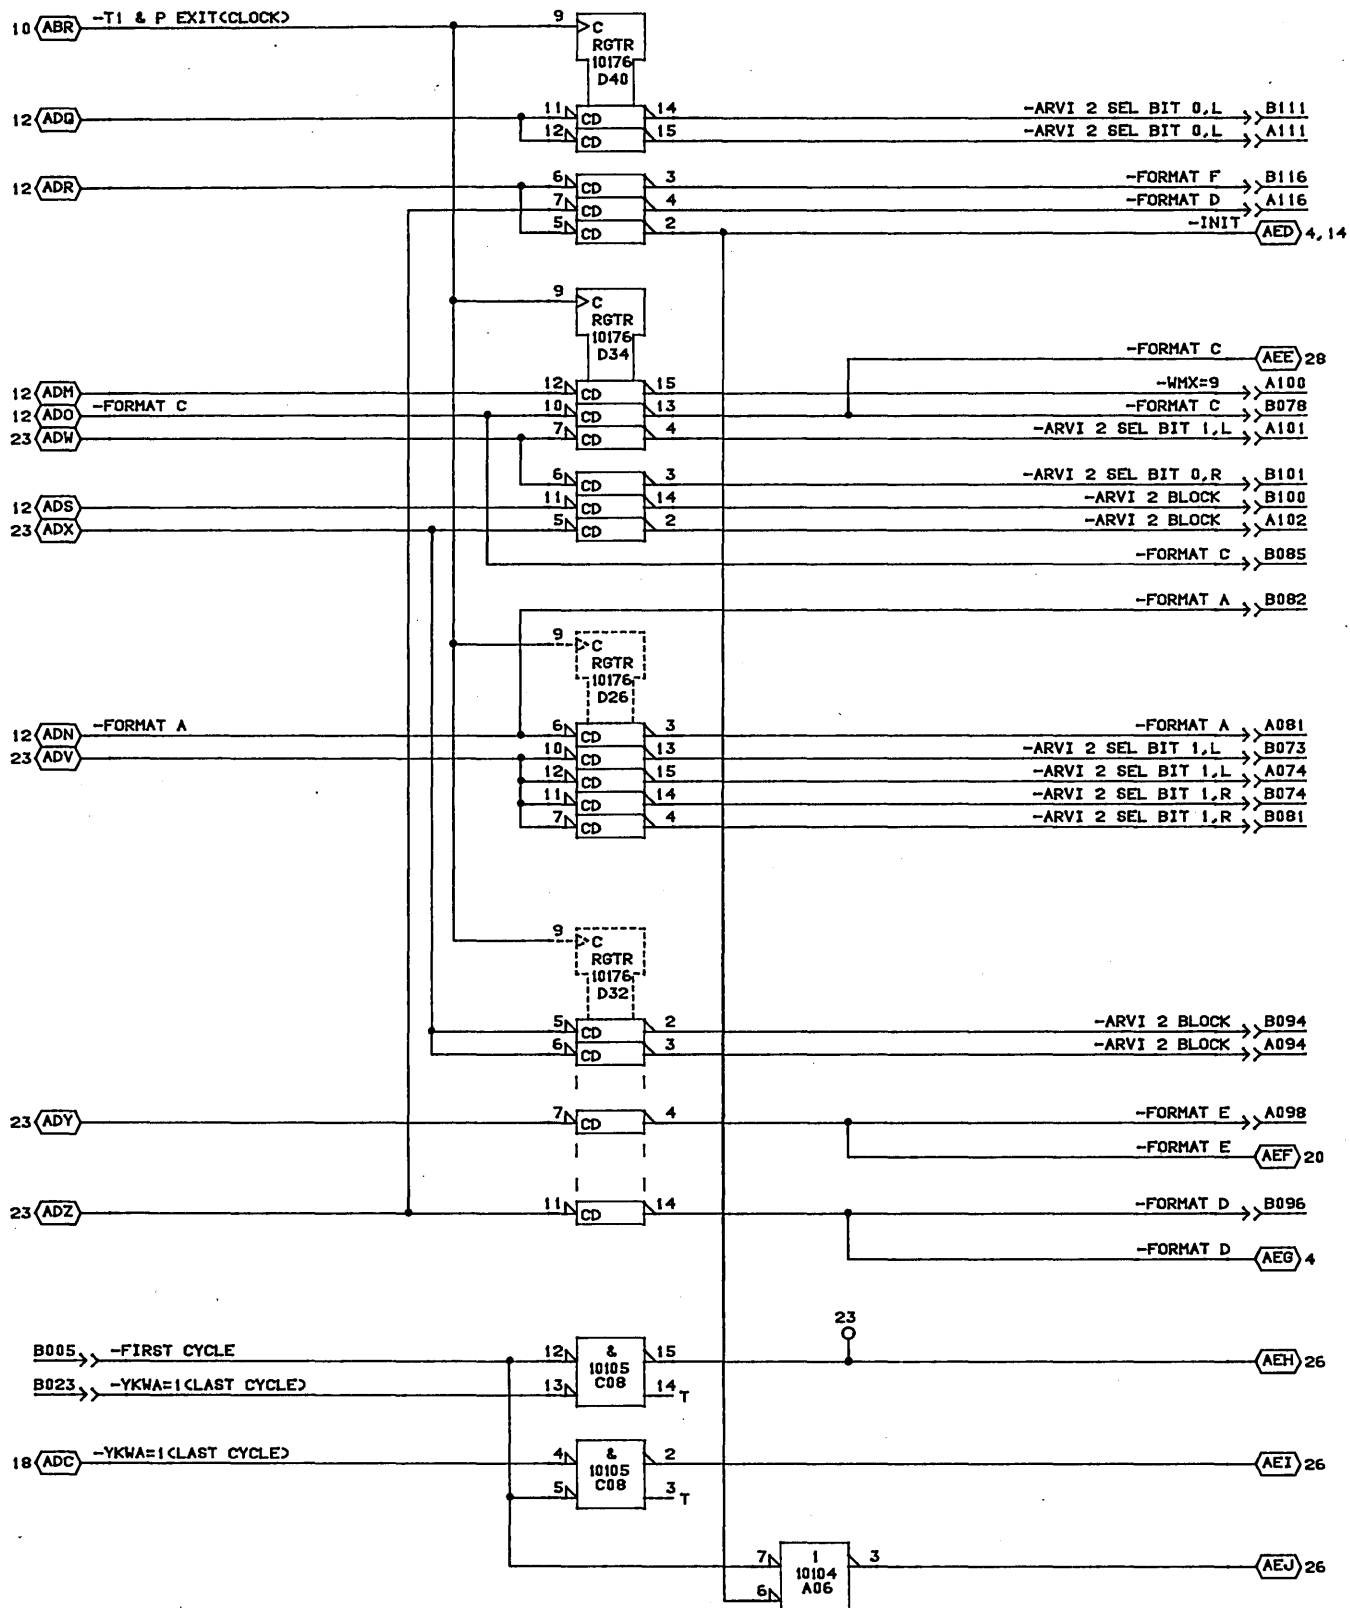 10 ABR -T1 & P EXIT(CLOCK) 9 C
RGTR
10176
D40
12 ADQ 11 CD 14 -ARVI 2 SEL BIT 0,L B111
12 CD 15 -ARVI 2 SEL BIT 0,L A111
12 ADR 6 CD 3 -FORMAT F B116
7 CD 4 -FORMAT D A116
5 CD 2 -INIT AED 4,14
9 C
RGTR
10176
D34
-FORMAT C AEE 28
12 ADM 12 CD 15 -WMX=9 A100
12 ADO -FORMAT C 10 CD 13 -FORMAT C B078
23 ADW 7 CD 4 -ARVI 2 SEL BIT 1,L A101
6 CD 3 -ARVI 2 SEL BIT 0,R B101
12 ADS 11 CD 14 -ARVI 2 BLOCK B100
23 ADX 5 CD 2 -ARVI 2 BLOCK A102
-FORMAT C B085
-FORMAT A B082
9 C
RGTR
10176
D26
12 ADN -FORMAT A 6 CD 3 -FORMAT A A081
23 ADV 10 CD 13 -ARVI 2 SEL BIT 1,L B073
12 CD 15 -ARVI 2 SEL BIT 1,L A074
11 CD 14 -ARVI 2 SEL BIT 1,R B074
7 CD 4 -ARVI 2 SEL BIT 1,R B081
9 C
RGTR
10176
D32
5 CD 2 -ARVI 2 BLOCK B094
6 CD 3 -ARVI 2 BLOCK A094
23 ADY 7 CD 4 -FORMAT E A098
-FORMAT E AEF 20
23 ADZ 11 CD 14 -FORMAT D B096
-FORMAT D AEG 4
23
B005 -FIRST CYCLE 12 & 15 AEH 26
10105
B023 -YKWA=1(LAST CYCLE) 13 C08 14 T
18 ADC -YKWA=1(LAST CYCLE) 4 & 2 AEI 26
10105
5 C08 3 T
7 1 3 AEJ 26
10104
6 A06